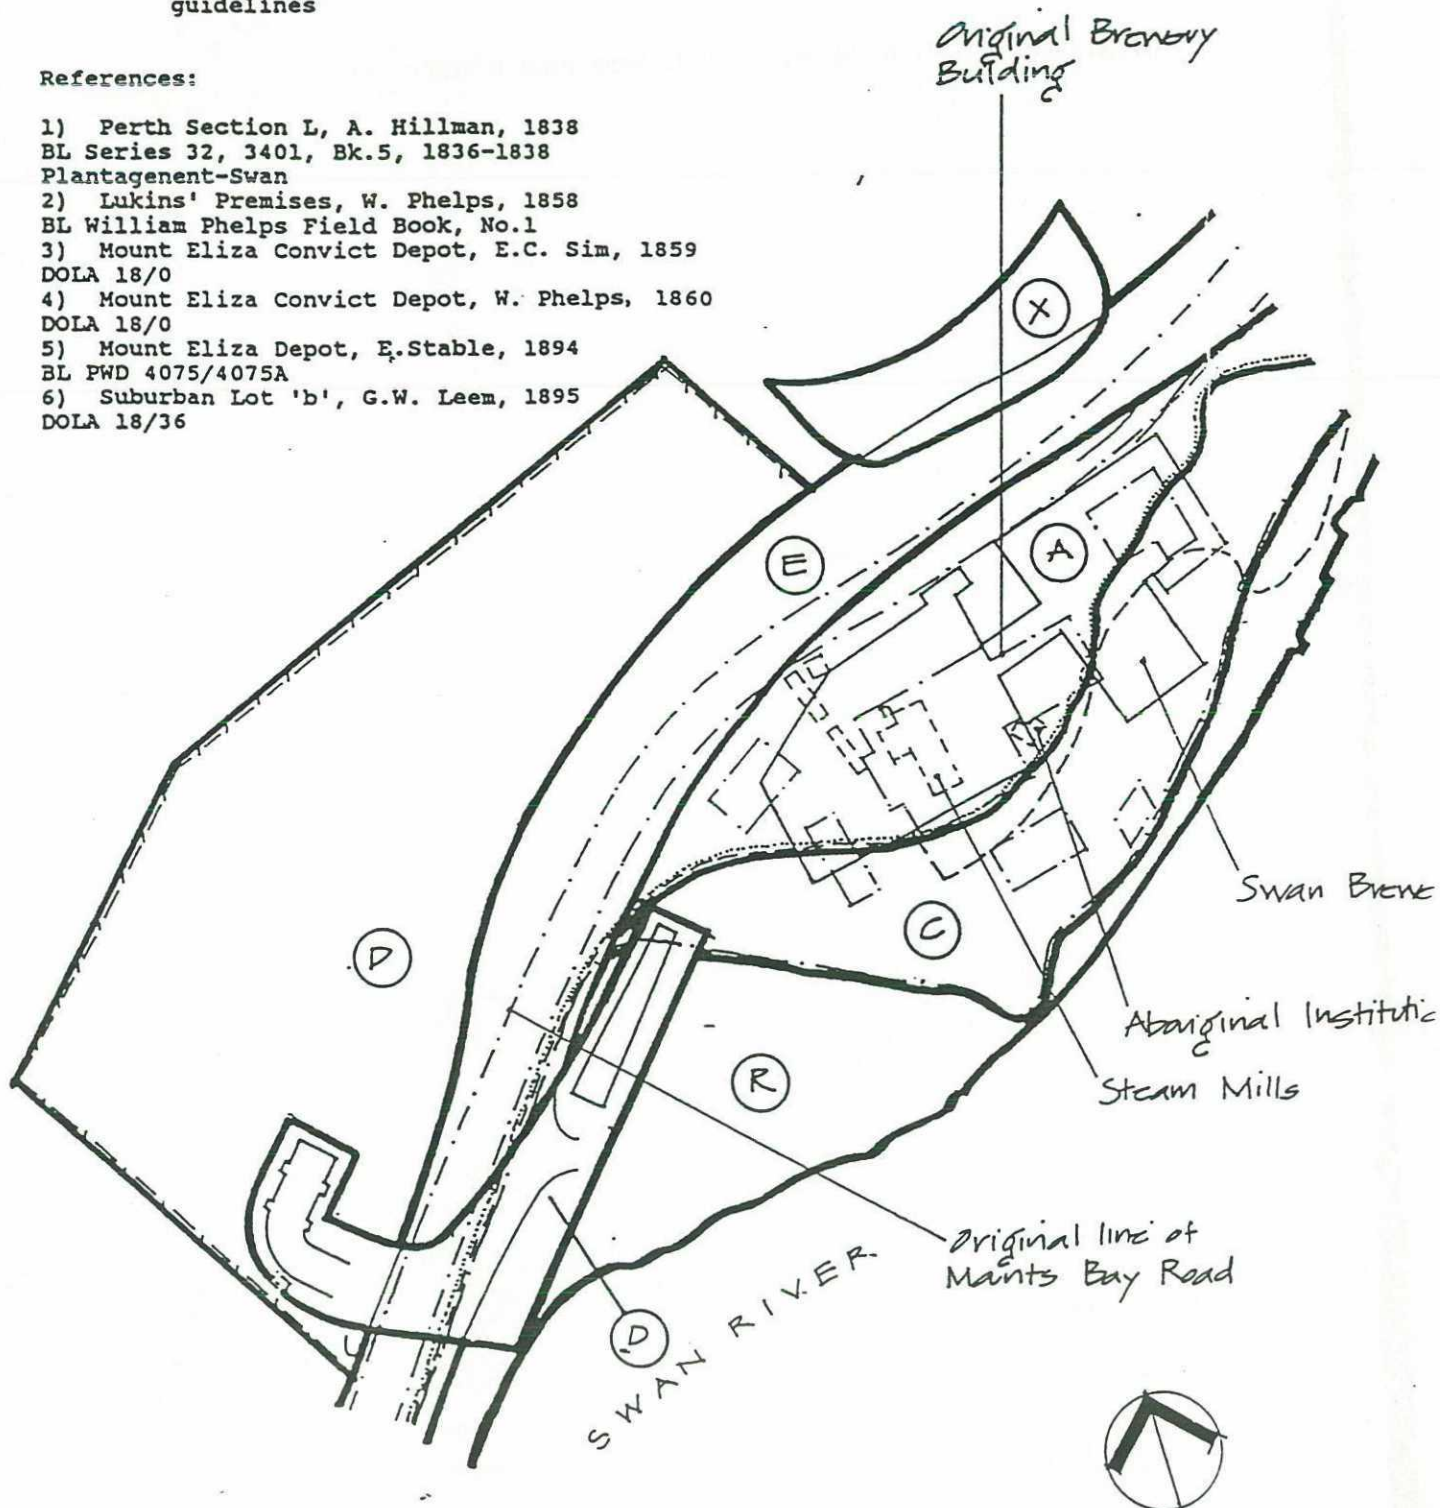 guidelines
References:
1) Perth Section L, A. Hillman, 1838
BL Series 32, 3401, Bk.5, 1836-1838
Plantagenent-Swan
2) Lukins' Premises, W. Phelps, 1858
BL William Phelps Field Book, No.1
3) Mount Eliza Convict Depot, E.C. Sim, 1859
DOLA 18/0
4) Mount Eliza Convict Depot, W. Phelps, 1860
DOLA 18/0
5) Mount Eliza Depot, E.Stable, 1894
BL PWD 4075/4075A
6) Suburban Lot 'b', G.W. Leem, 1895
DOLA 18/36
Original Brewery
Building
X
E
A
Swan Brewe
D
C
Aboriginal Institutio
R
Steam Mills
Original line of
Mounts Bay Road
D
SWAN RIVER